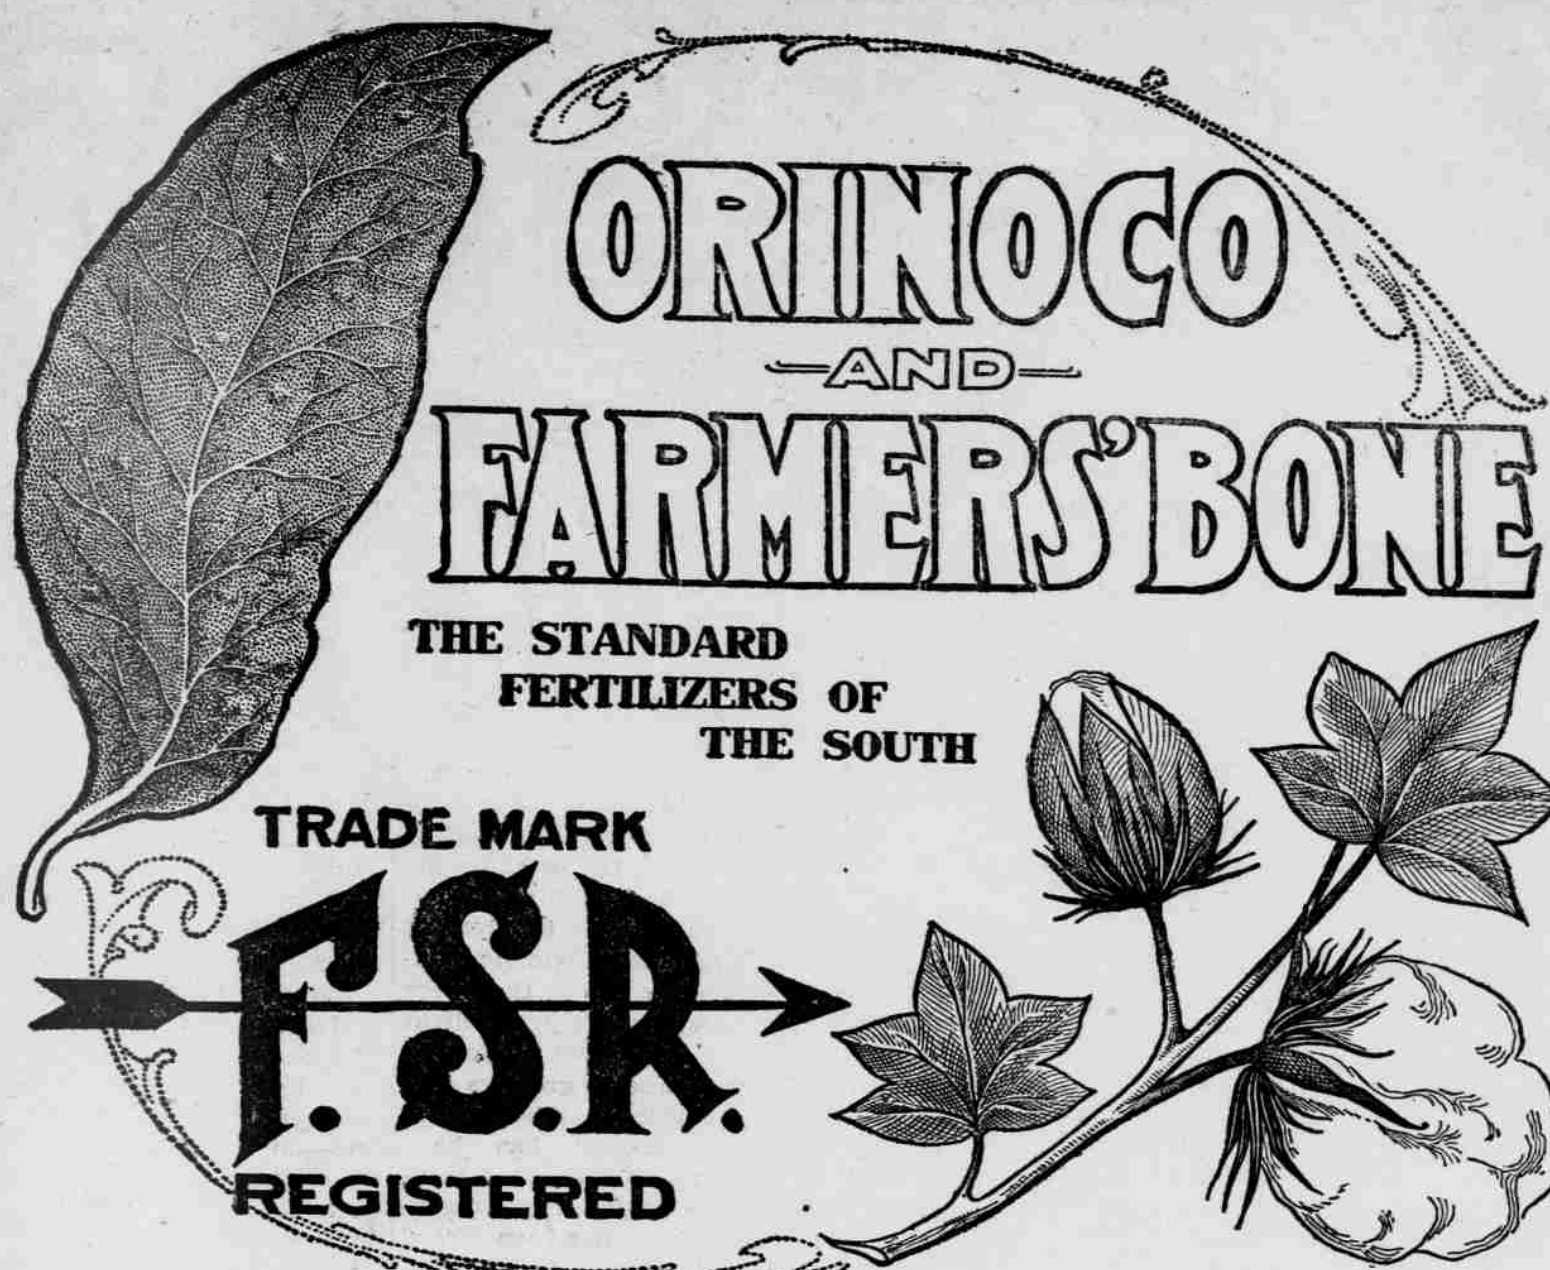 ORINOCO
AND
FARMERS' BONE
THE STANDARD
FERTILIZERS OF
THE SOUTH
TRADE MARK
F.S.R.
REGISTERED